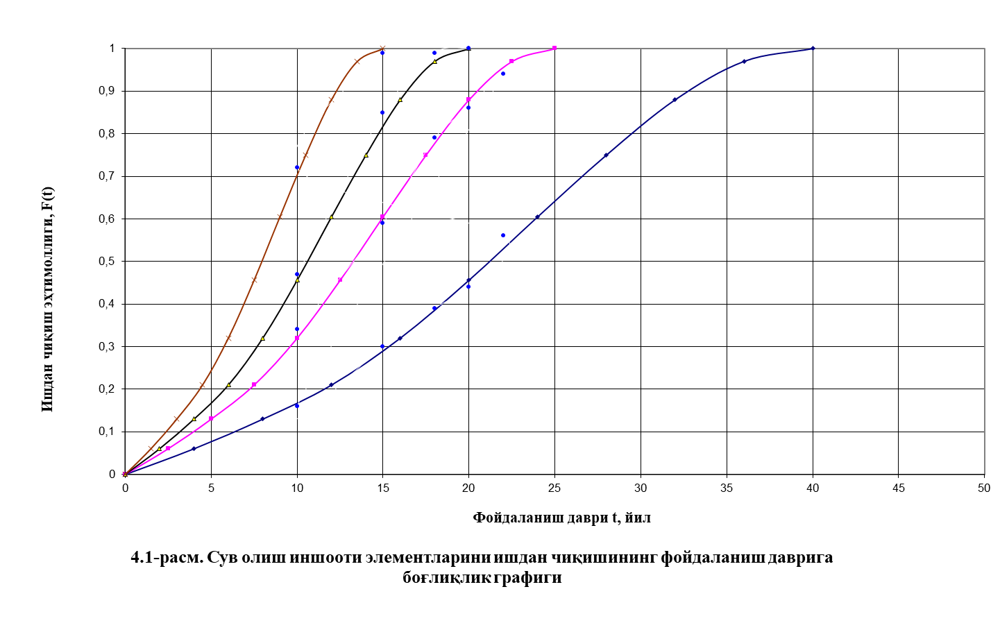 1
0,9
0,8
0,7
0,6
0,5
0,4
0,3
0,2
0,1
0
0 5 10 15 20 25 30 35 40 45 50
Ишдан чиқиш эҳтимоллиги, F(t)
Фойдаланиш даври t, йил
4.1-расм. Сув олиш иншооти элементларини ишдан чиқишининг фойдаланиш даврига
боғлиқлик графиги